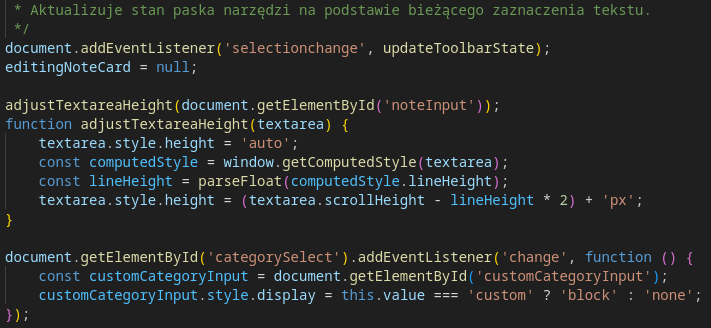 * Aktualizuje stan paska narzędzi na podstawie bieżącego zaznaczenia tekstu.
*/
document.addEventListener('selectionchange', updateToolbarState);
editingNoteCard = null;
adjustTextareaHeight(document.getElementById('noteInput'));
function adjustTextareaHeight(textarea) {
textarea.style.height = 'auto';
const computedStyle = window.getComputedStyle(textarea);
const lineHeight = parseFloat(computedStyle.lineHeight);
textarea.style.height = (textarea.scrollHeight - lineHeight * 2) + 'px';
}
document.getElementById('categorySelect').addEventListener('change', function () {
const customCategoryInput = document.getElementById('customCategoryInput');
customCategoryInput.style.display = this.value === 'custom' ? 'block' : 'none';
});